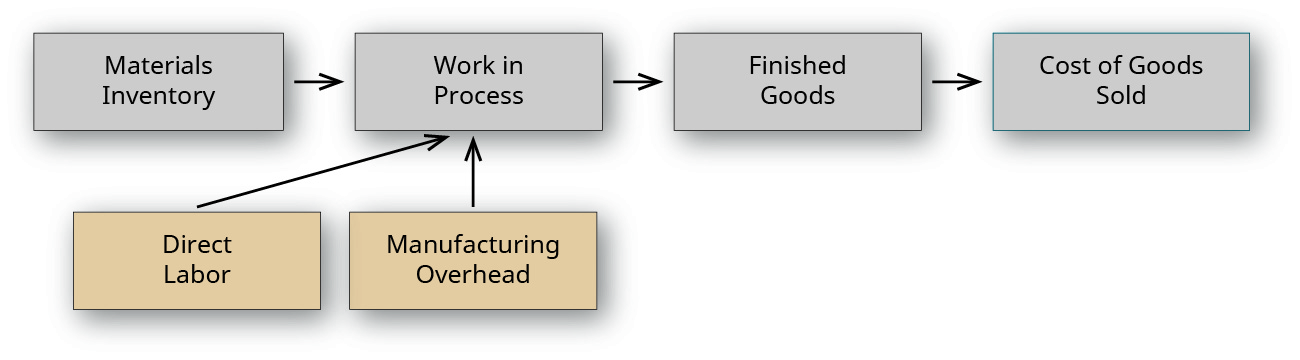 Materials
Inventory
Work in
Process
Finished
Goods
Cost of Goods
Sold
Direct
Labor
Manufacturing
Overhead